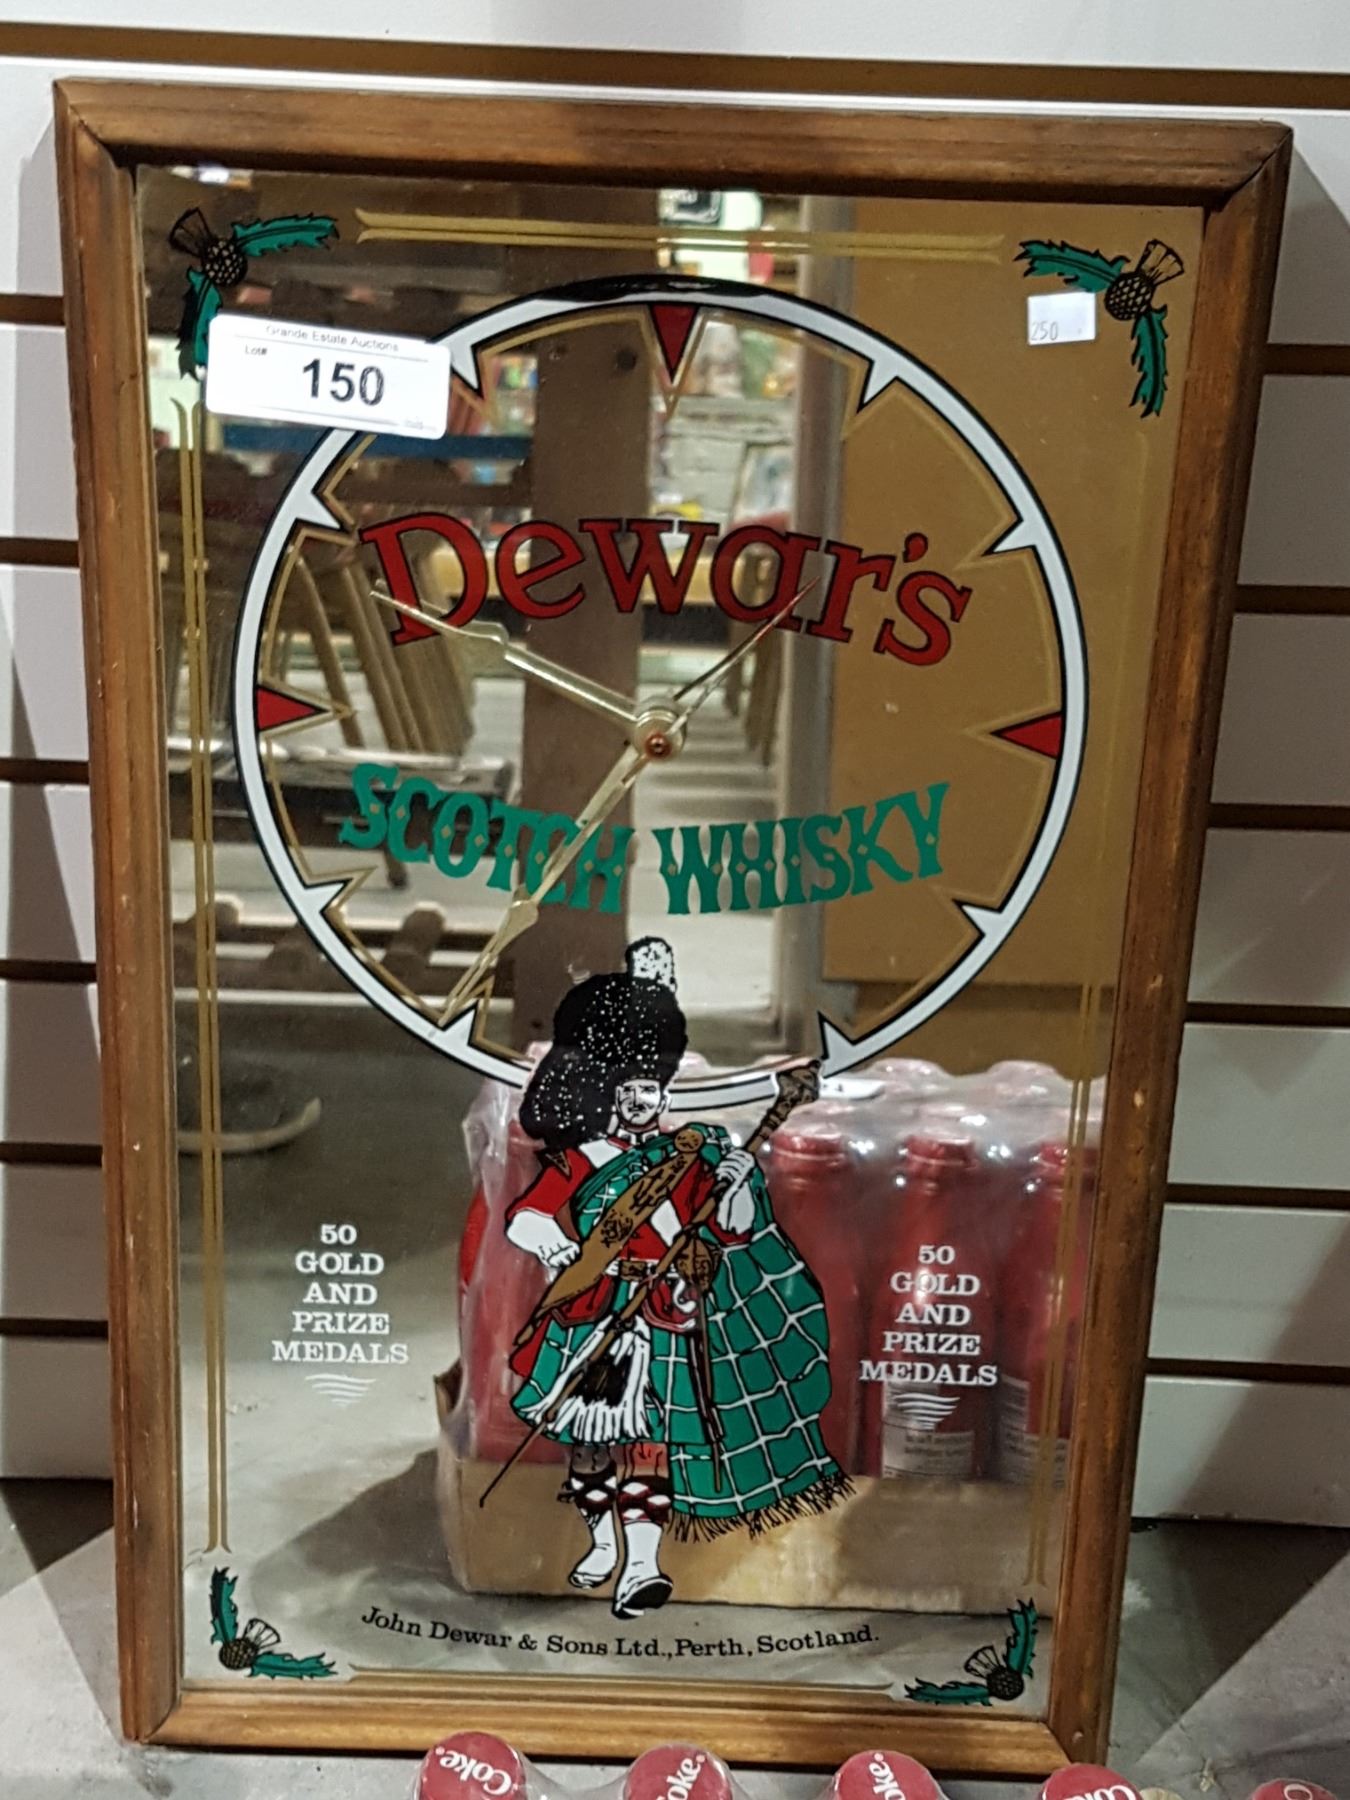 Grande Estate Auctions
Lot#
150
250
Dewar's
SCOTCH WHISKY
50
GOLD
AND
PRIZE
MEDALS
50
GOLD
AND
PRIZE
MEDALS
John Dewar & Sons Ltd., Perth, Scotland.
Coke
Coke
Coke